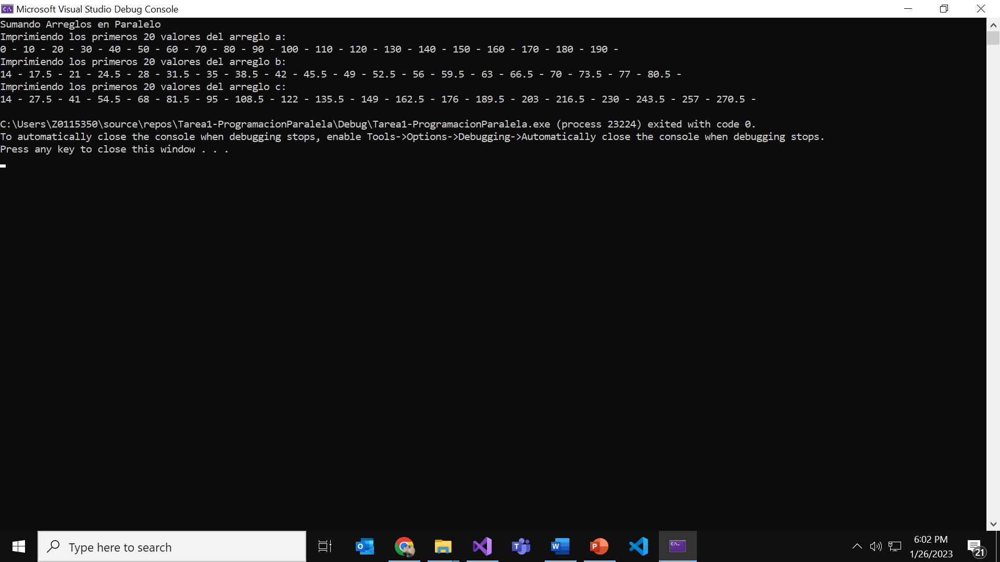 Microsoft Visual Studio Debug Console
Sumando Arreglos en Paralelo
Imprimiendo los primeros 20 valores del arreglo a:
0 - 10 - 20 - 30 - 40 - 50 - 60 - 70 - 80 - 90 - 100 - 110 - 120 - 130 - 140 - 150 - 160 - 170 - 180 - 190 -
Imprimiendo los primeros 20 valores del arreglo b:
14 - 17.5 - 21 - 24.5 - 28 - 31.5 - 35 - 38.5 - 42 - 45.5 - 49 - 52.5 - 56 - 59.5 - 63 - 66.5 - 70 - 73.5 - 77 - 80.5 -
Imprimiendo los primeros 20 valores del arreglo c:
14 - 27.5 - 41 - 54.5 - 68 - 81.5 - 95 - 108.5 - 122 - 135.5 - 149 - 162.5 - 176 - 189.5 - 203 - 216.5 - 230 - 243.5 - 257 - 270.5 -
C:\Users\Z0115350\source\repos\Tarea1-ProgramacionParalela\Debug\Tarea1-ProgramacionParalela.exe (process 23224) exited with code 0.
To automatically close the console when debugging stops, enable Tools->Options->Debugging->Automatically close the console when debugging stops.
Press any key to close this window . . .
Type here to search
6:02 PM
1/26/2023
21